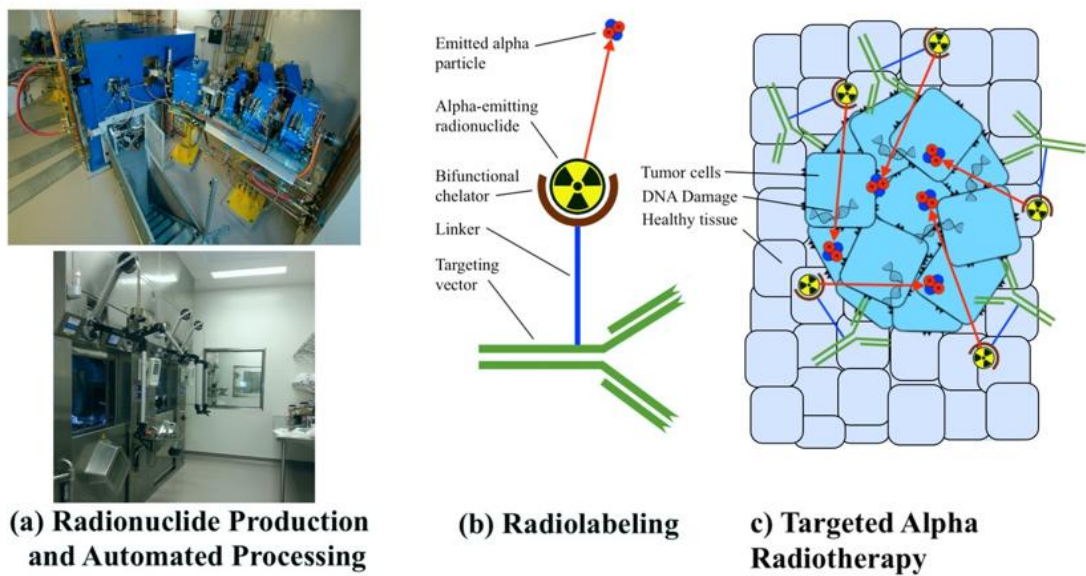 Emitted alpha
particle
Alpha-emitting
radionuclide
Bifunctional
chelator
Linker
Targeting
vector
Tumor cells
DNA Damage
Healthy tissue
(a) Radionuclide Production
and Automated Processing
(b) Radiolabeling
c) Targeted Alpha
Radiotherapy